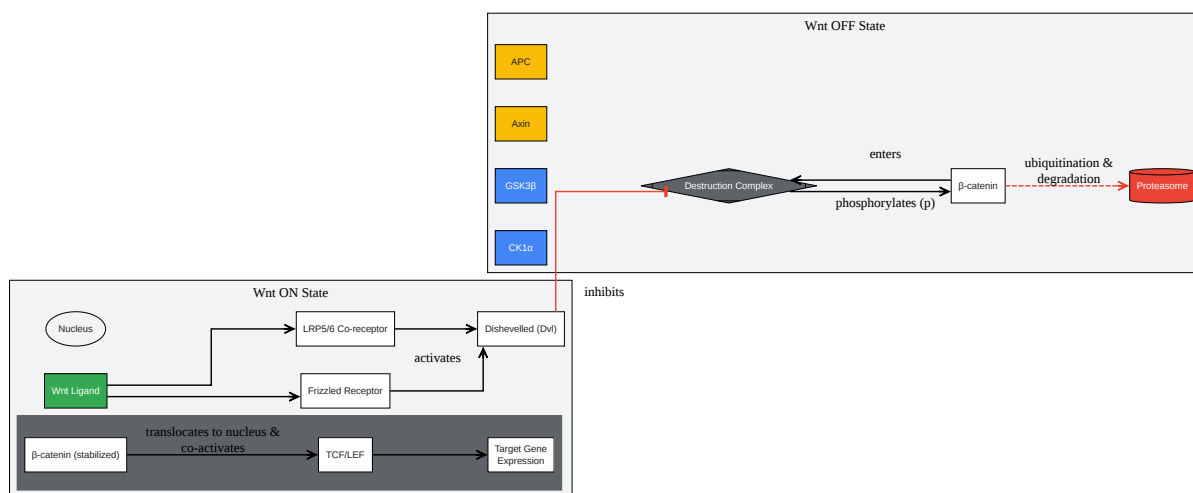 Wnt OFF State
APC
Axin
GSK3β
CK1α
Destruction Complex
enters
phosphorylates (p)
β-catenin
ubiquitination &
degradation
Proteasome
inhibits
Wnt ON State
Nucleus
LRP5/6 Co-receptor
Dishevelled (Dvl)
activates
Wnt Ligand
Frizzled Receptor
β-catenin (stabilized)
translocates to nucleus &
co-activates
TCF/LEF
Target Gene
Expression